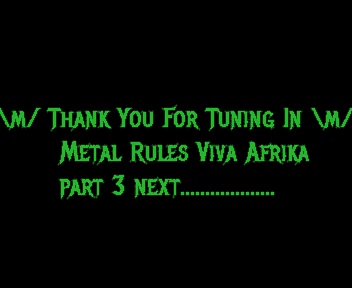 \m/ Thank You For Tuning In \m/
Metal Rules Viva Afrika
part 3 next...................